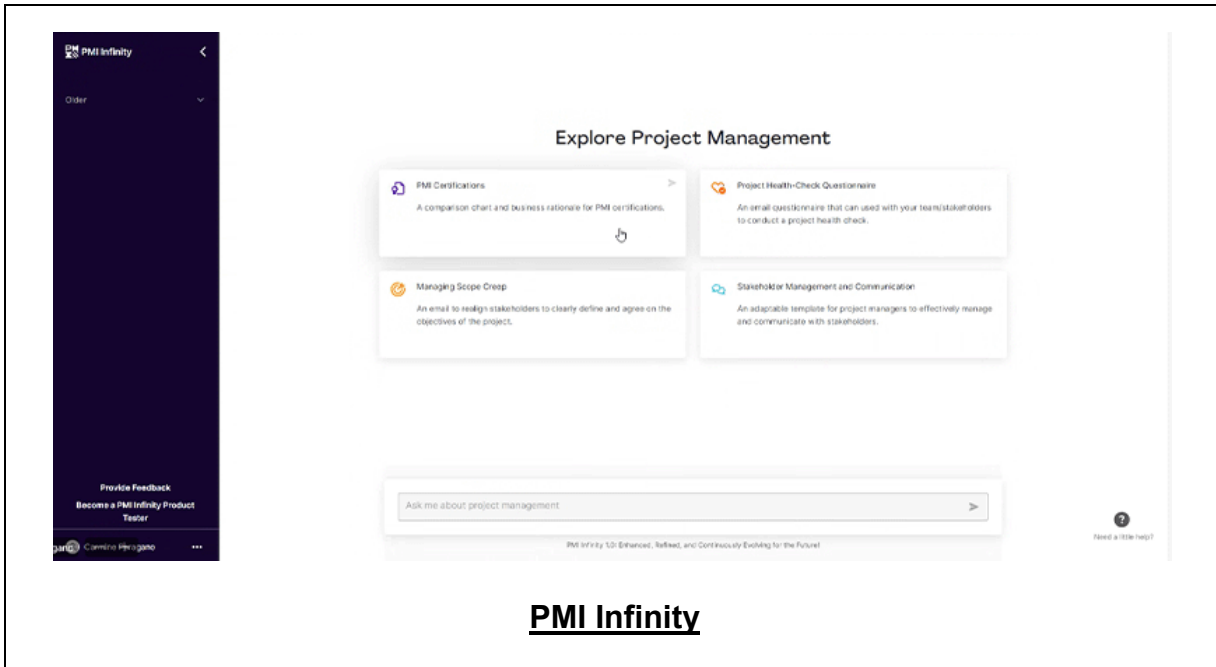 PMI Infinity
Older
Explore Project Management
PMI Certifications
A comparison chart and business rationale for PMI certifications.
Project Health-Check Questionnaire
An email questionnaire that can used with your team/stakeholders
to conduct a project health check.
Managing Scope Creep
An email to realign stakeholders to clearly define and agree on the
objectives of the project.
Stakeholder Management and Communication
An adaptable template for project managers to effectively manage
and communicate with stakeholders.
Provide Feedback
Become a PMI Infinity Product
Tester
Carmine
Ask me about project management
PMI Infinity 1.0: Enhanced, Refined, and Continuously Evolving for the Future!
Need a little help?
PMI Infinity